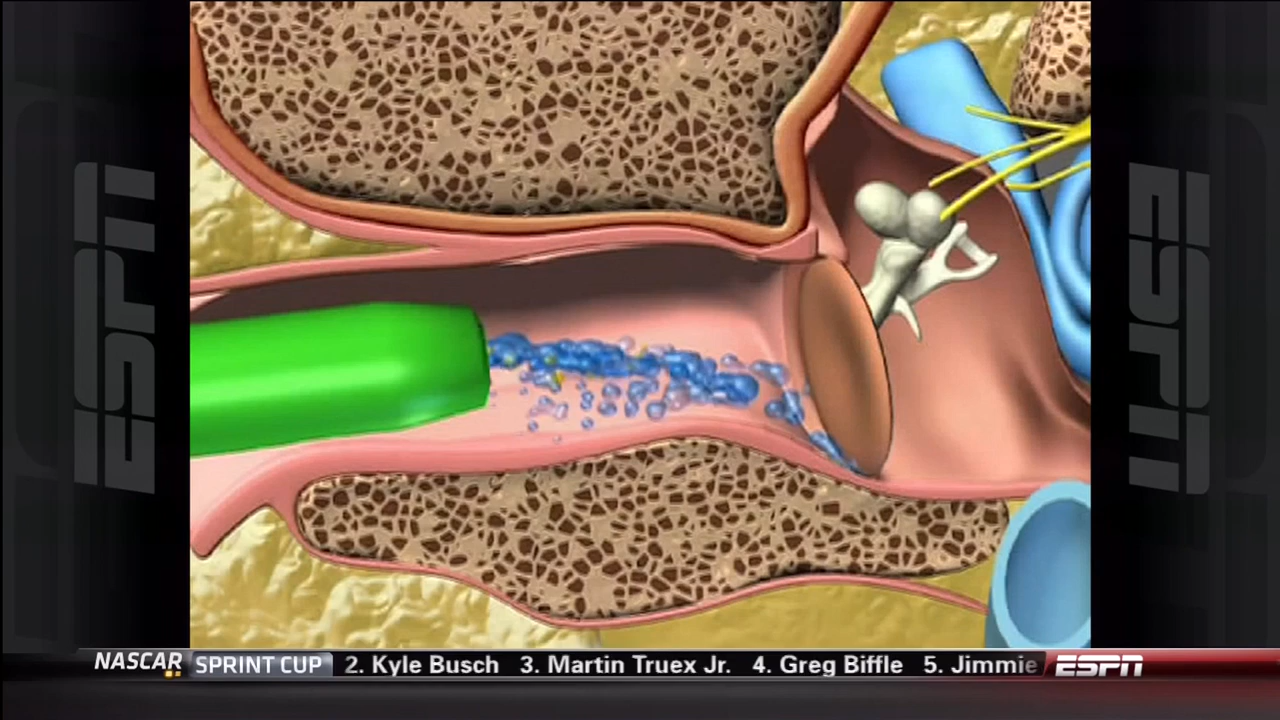 ESPN
ESPN
NASCAR SPRINT CUP 2. Kyle Busch 3. Martin Truex Jr. 4. Greg Biffle 5. Jimmie ESPN